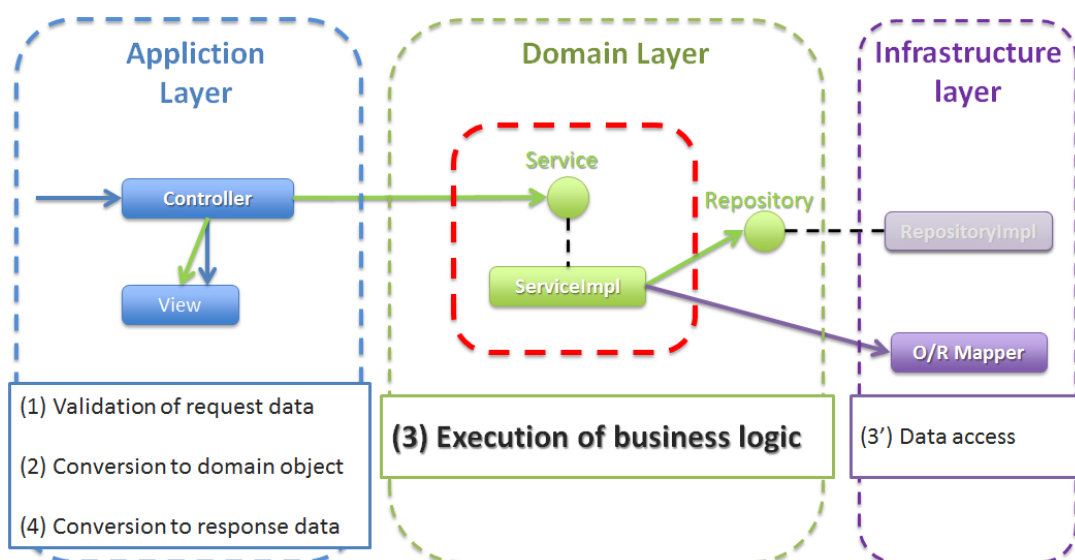 Appliction
Layer
Domain Layer
Infrastructure
layer
Service
Controller
Repository
RepositoryImpl
ServiceImpl
View
O/R Mapper
(1) Validation of request data
(2) Conversion to domain object
(4) Conversion to response data
(3) Execution of business logic
(3’) Data access